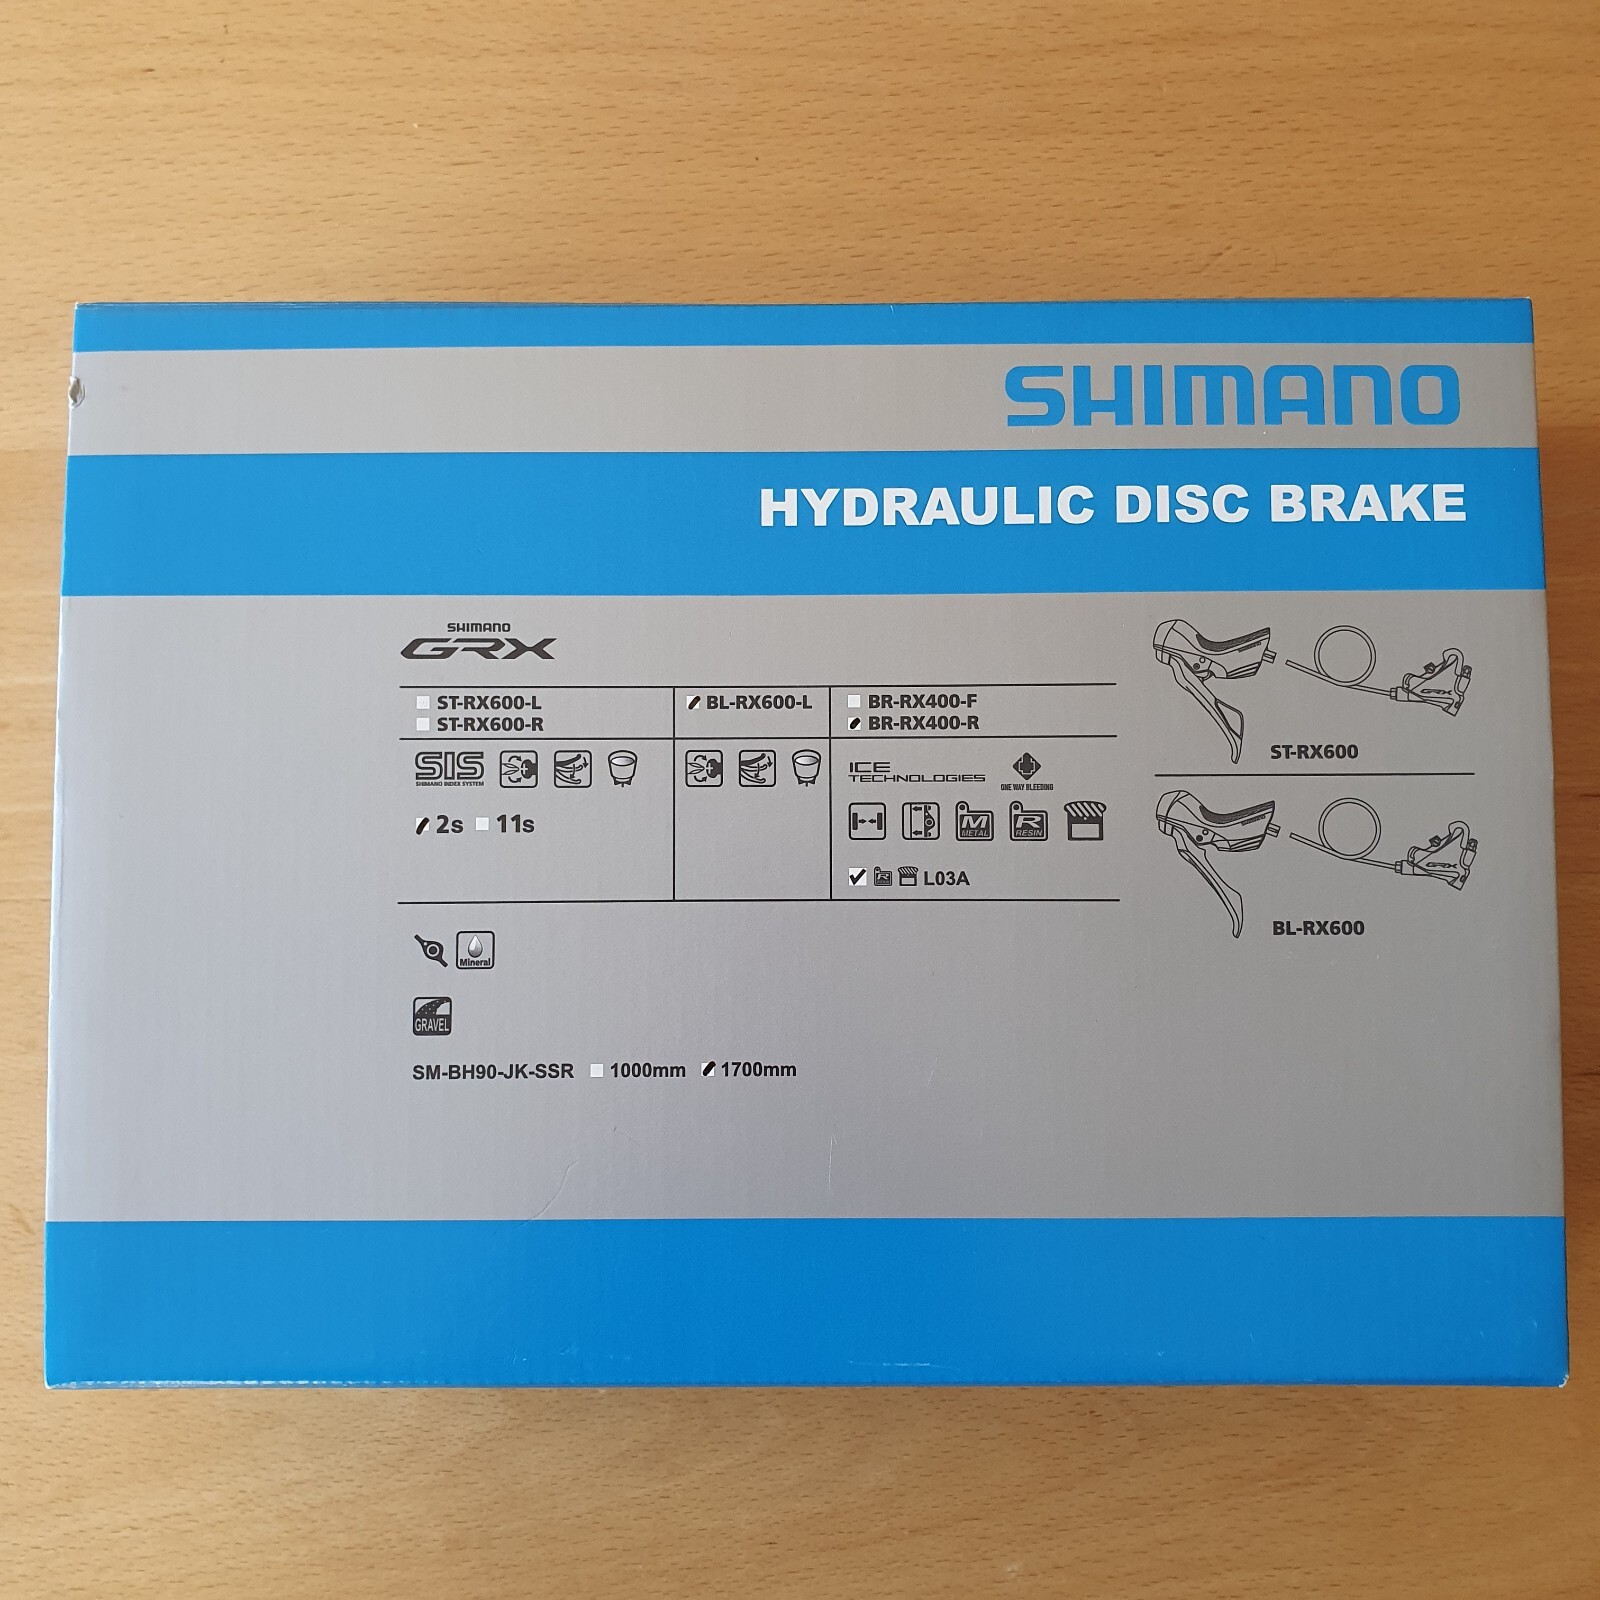 SHIMANO
HYDRAULIC DISC BRAKE
SHIMANO
GRX
ST-RX600-L
ST-RX600-R
BL-RX600-L
BR-RX400-F
BR-RX400-R
SIS
SHIMANO INDEX SYSTEM
2s 11s
ICE
TECHNOLOGIES
ONE WAY BLEEDING
M
METAL
R
RESIN
R L03A
Mineral
GRAVEL
SM-BH90-JK-SSR 1000mm 1700mm
GRX
ST-RX600
GRX
BL-RX600